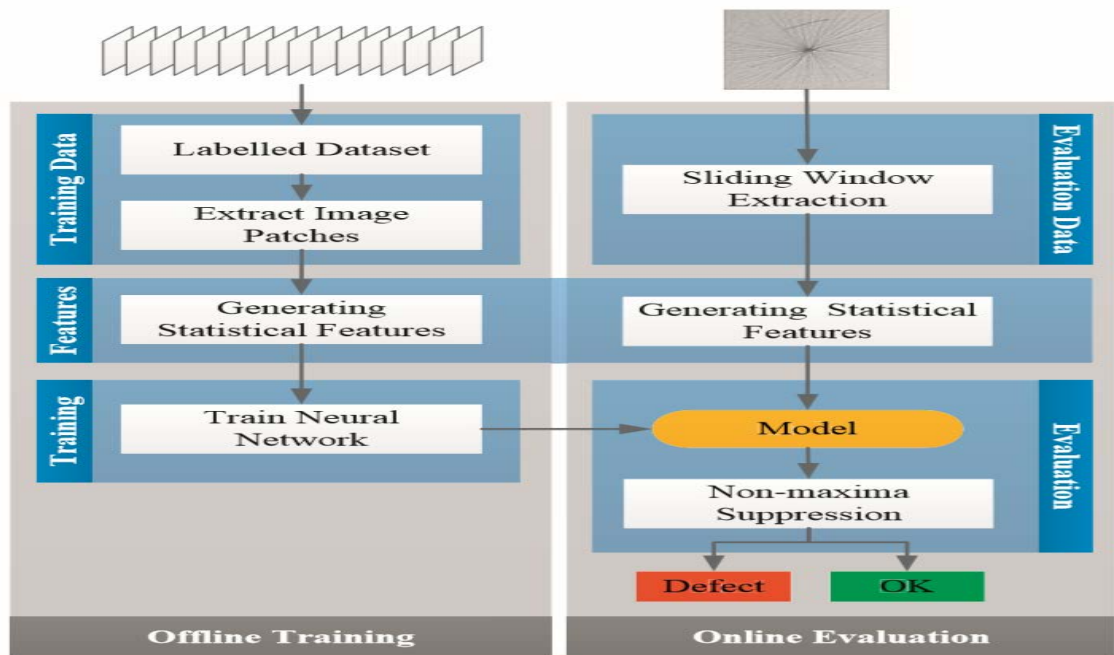 Training Data
Labelled Dataset
Extract Image
Patches
Features
Generating
Statistical Features
Training
Train Neural
Network
Offline Training
Evaluation Data
Sliding Window
Extraction
Generating Statistical
Features
Evaluation
Model
Non-maxima
Suppression
Defect
OK
Online Evaluation